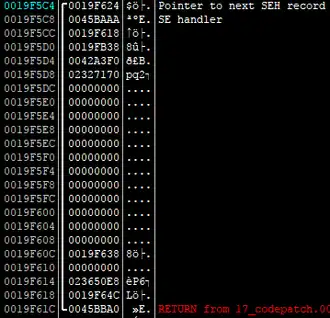 0019F5C4 0019F624 $ö├. Pointer to next SEH record
0019F5C8 0045BAAA ªºE. SE handler
0019F5CC 0019F618 ↑ö├.
0019F5D0 0019FB38 8û├.
0019F5D4 0042A3F0 ð£B.
0019F5D8 02327170 pq2┐
0019F5DC 00000000 ....
0019F5E0 00000000 ....
0019F5E4 00000000 ....
0019F5E8 00000000 ....
0019F5EC 00000000 ....
0019F5F0 00000000 ....
0019F5F4 00000000 ....
0019F5F8 00000000 ....
0019F5FC 00000000 ....
0019F600 00000000 ....
0019F604 00000000 ....
0019F608 00000000 ....
0019F60C 0019F638 8ö├.
0019F610 00000000 ....
0019F614 023650E8 èP6┐
0019F618 0019F64C Lö├.
0019F61C 0045BBA0 »E. RETURN from 17_codepatch.00